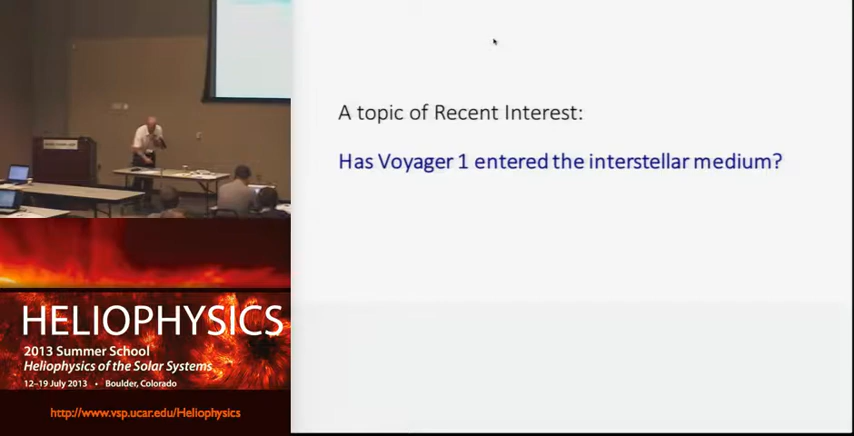 A topic of Recent Interest:
Has Voyager 1 entered the interstellar medium?
HELIOPHYSICS
2013 Summer School
Heliophysics of the Solar Systems
12–19 July 2013 • Boulder, Colorado
http://www.vsp.ucar.edu/Heliophysics